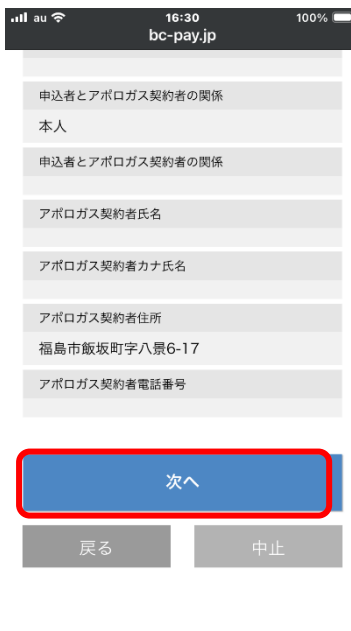 au 16:30 100%
bc-pay.jp
申込者とアポロガス契約者の関係
本人
申込者とアポロガス契約者の関係
アポロガス契約者氏名
アポロガス契約者カナ氏名
アポロガス契約者住所
福島市飯坂町字八景6-17
アポロガス契約者電話番号
次へ
戻る 中止